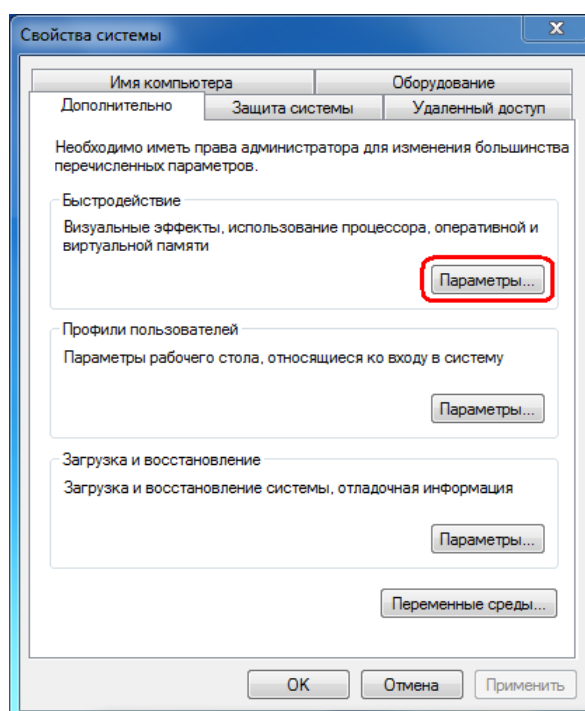 Свойства системы
Имя компьютера
Оборудование
Дополнительно
Защита системы
Удаленный доступ
Необходимо иметь права администратора для изменения большинства
перечисленных параметров.
Быстродействие
Визуальные эффекты, использование процессора, оперативной и
виртуальной памяти
Параметры...
Профили пользователей
Параметры рабочего стола, относящиеся ко входу в систему
Параметры...
Загрузка и восстановление
Загрузка и восстановление системы, отладочная информация
Параметры...
Переменные среды...
ОК
Отмена
Применить